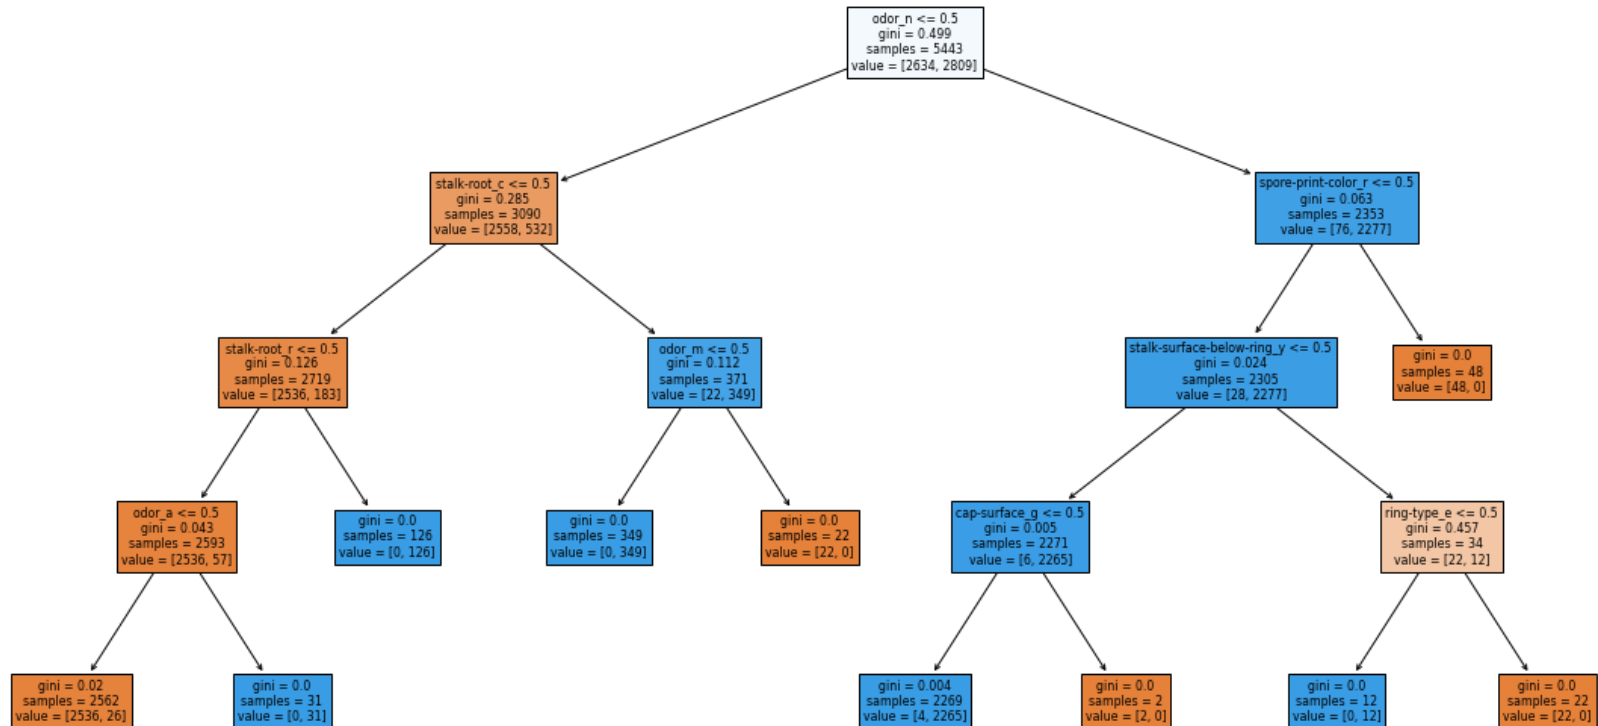 odor_n <= 0.5
gini = 0.499
samples = 5443
value = [2634, 2809]
stalk-root_c <= 0.5
gini = 0.285
samples = 3090
value = [2558, 532]
spore-print-color_r <= 0.5
gini = 0.063
samples = 2353
value = [76, 2277]
stalk-root_r <= 0.5
gini = 0.126
samples = 2719
value = [2536, 183]
odor_m <= 0.5
gini = 0.112
samples = 371
value = [22, 349]
stalk-surface-below-ring_y <= 0.5
gini = 0.024
samples = 2305
value = [28, 2277]
gini = 0.0
samples = 48
value = [48, 0]
odor_a <= 0.5
gini = 0.043
samples = 2593
value = [2536, 57]
gini = 0.0
samples = 126
value = [0, 126]
gini = 0.0
samples = 349
value = [0, 349]
gini = 0.0
samples = 22
value = [22, 0]
cap-surface_g <= 0.5
gini = 0.005
samples = 2271
value = [6, 2265]
ring-type_e <= 0.5
gini = 0.457
samples = 34
value = [22, 12]
gini = 0.02
samples = 2562
value = [2536, 26]
gini = 0.0
samples = 31
value = [0, 31]
gini = 0.004
samples = 2269
value = [4, 2265]
gini = 0.0
samples = 2
value = [2, 0]
gini = 0.0
samples = 12
value = [0, 12]
gini = 0.0
samples = 22
value = [22, 0]